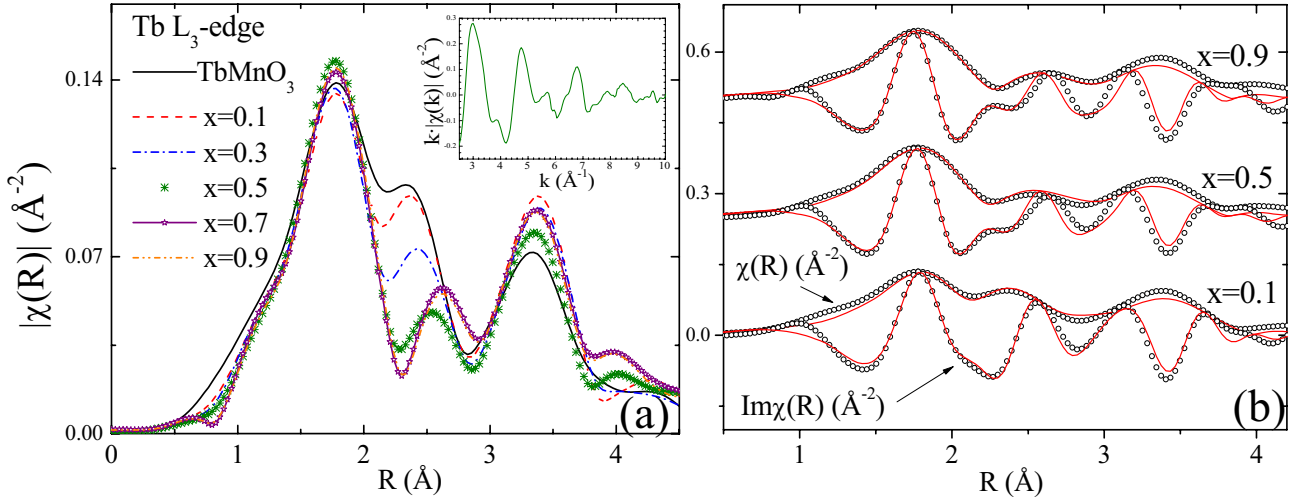 Tb L₃-edge
TbMnO₃
x=0.1
x=0.3
x=0.5
x=0.7
x=0.9
|χ(R)| (Å⁻²)
0.14
0.07
0.00
0 1 2 3 4
R (Å)
(a)
k·|χ(k)| (Å⁻²)
0.3
0.2
0.1
0.0
-0.1
-0.2
3 4 5 6 7 8 9 10
k (Å⁻¹)
0.6
0.3
0.0
x=0.9
x=0.5
x=0.1
χ(R) (Å⁻²)
Imχ(R) (Å⁻²)
(b)
1 2 3 4
R (Å)